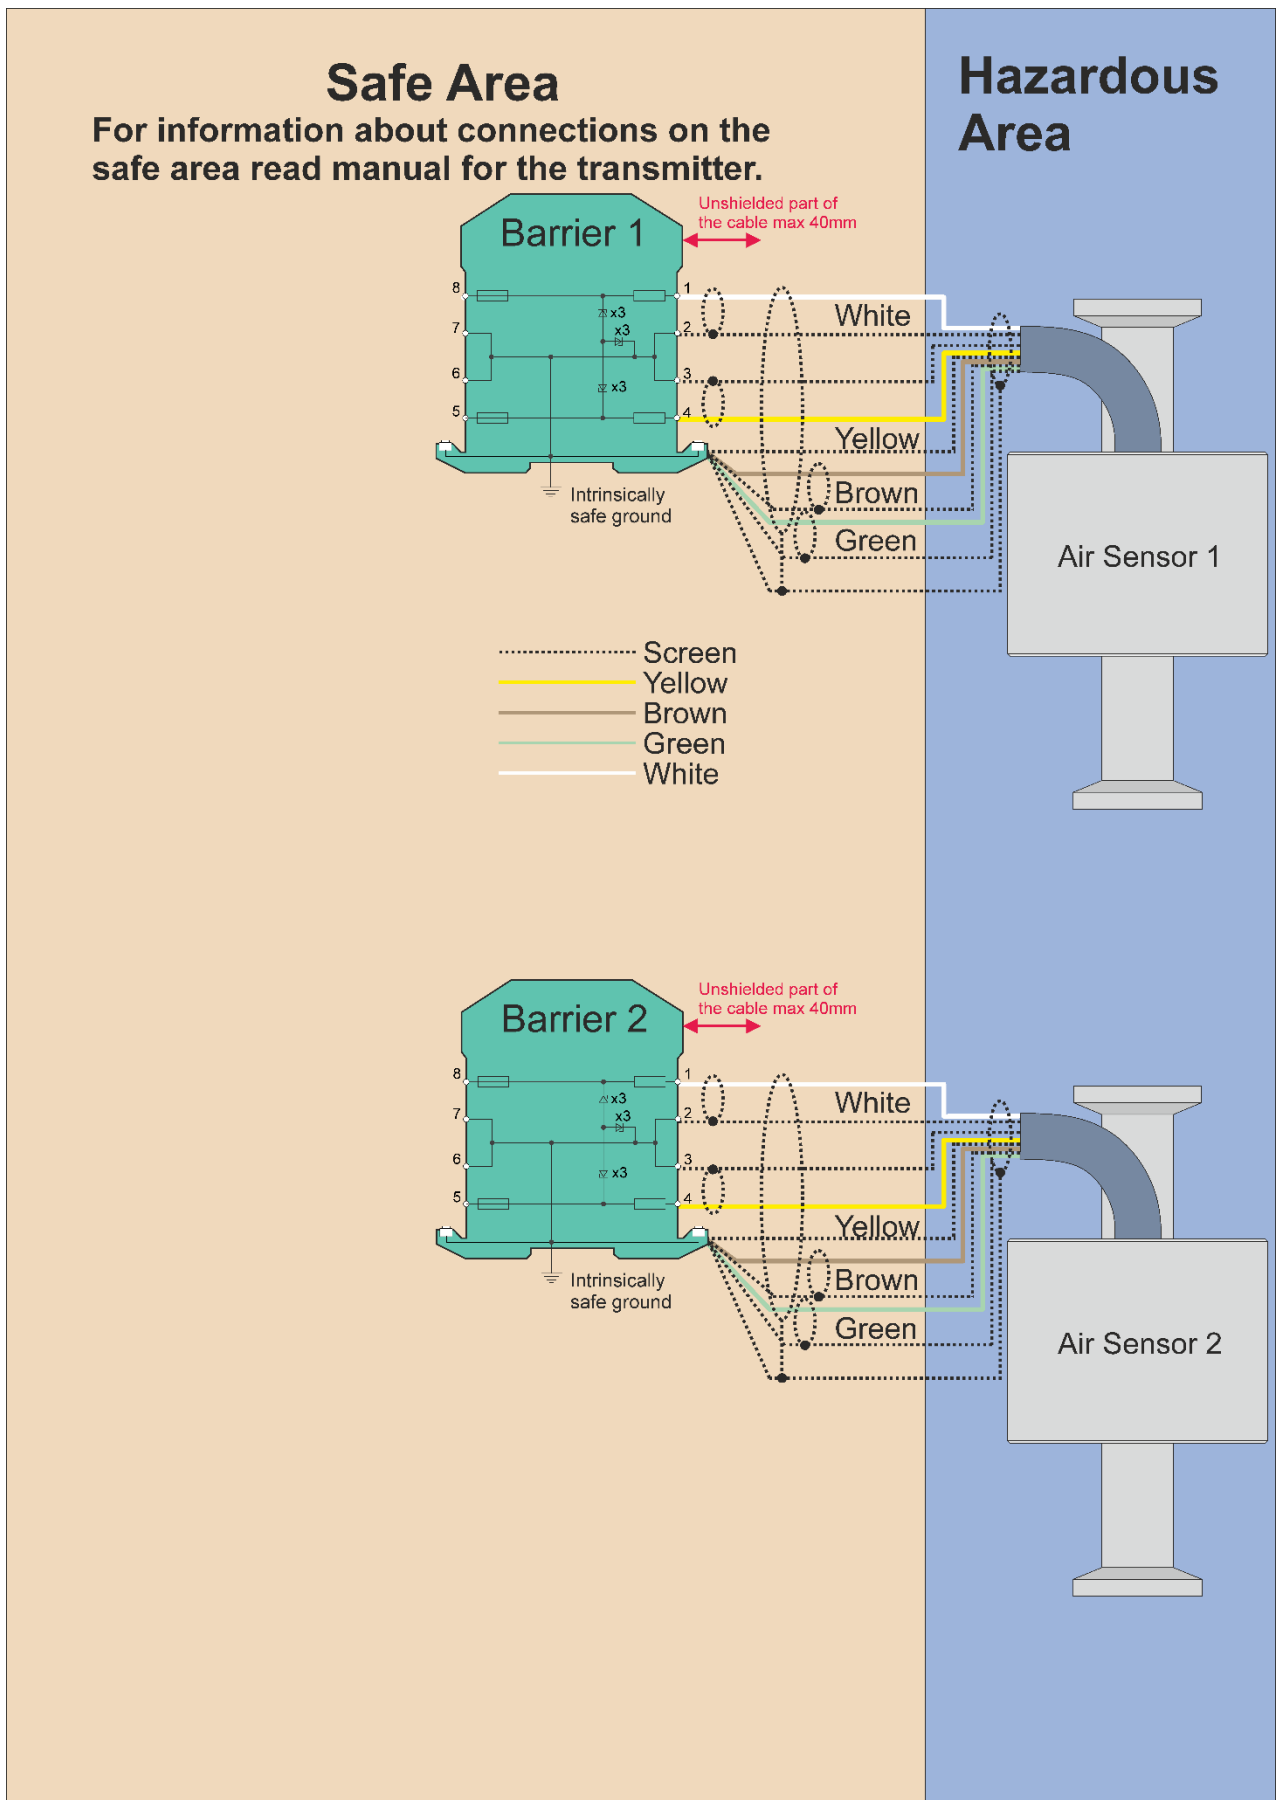 Safe Area
For information about connections on the
safe area read manual for the transmitter.
Hazardous
Area
Unshielded part of
the cable max 40mm
Barrier 1
8
1
x3
White
7
x3
2
6
3
x3
5
4
Yellow
Brown
Intrinsically
safe ground
Green
Air Sensor 1
Screen
Yellow
Brown
Green
White
Unshielded part of
the cable max 40mm
Barrier 2
8
1
x3
White
7
x3
2
6
3
x3
5
4
Yellow
Brown
Intrinsically
safe ground
Green
Air Sensor 2